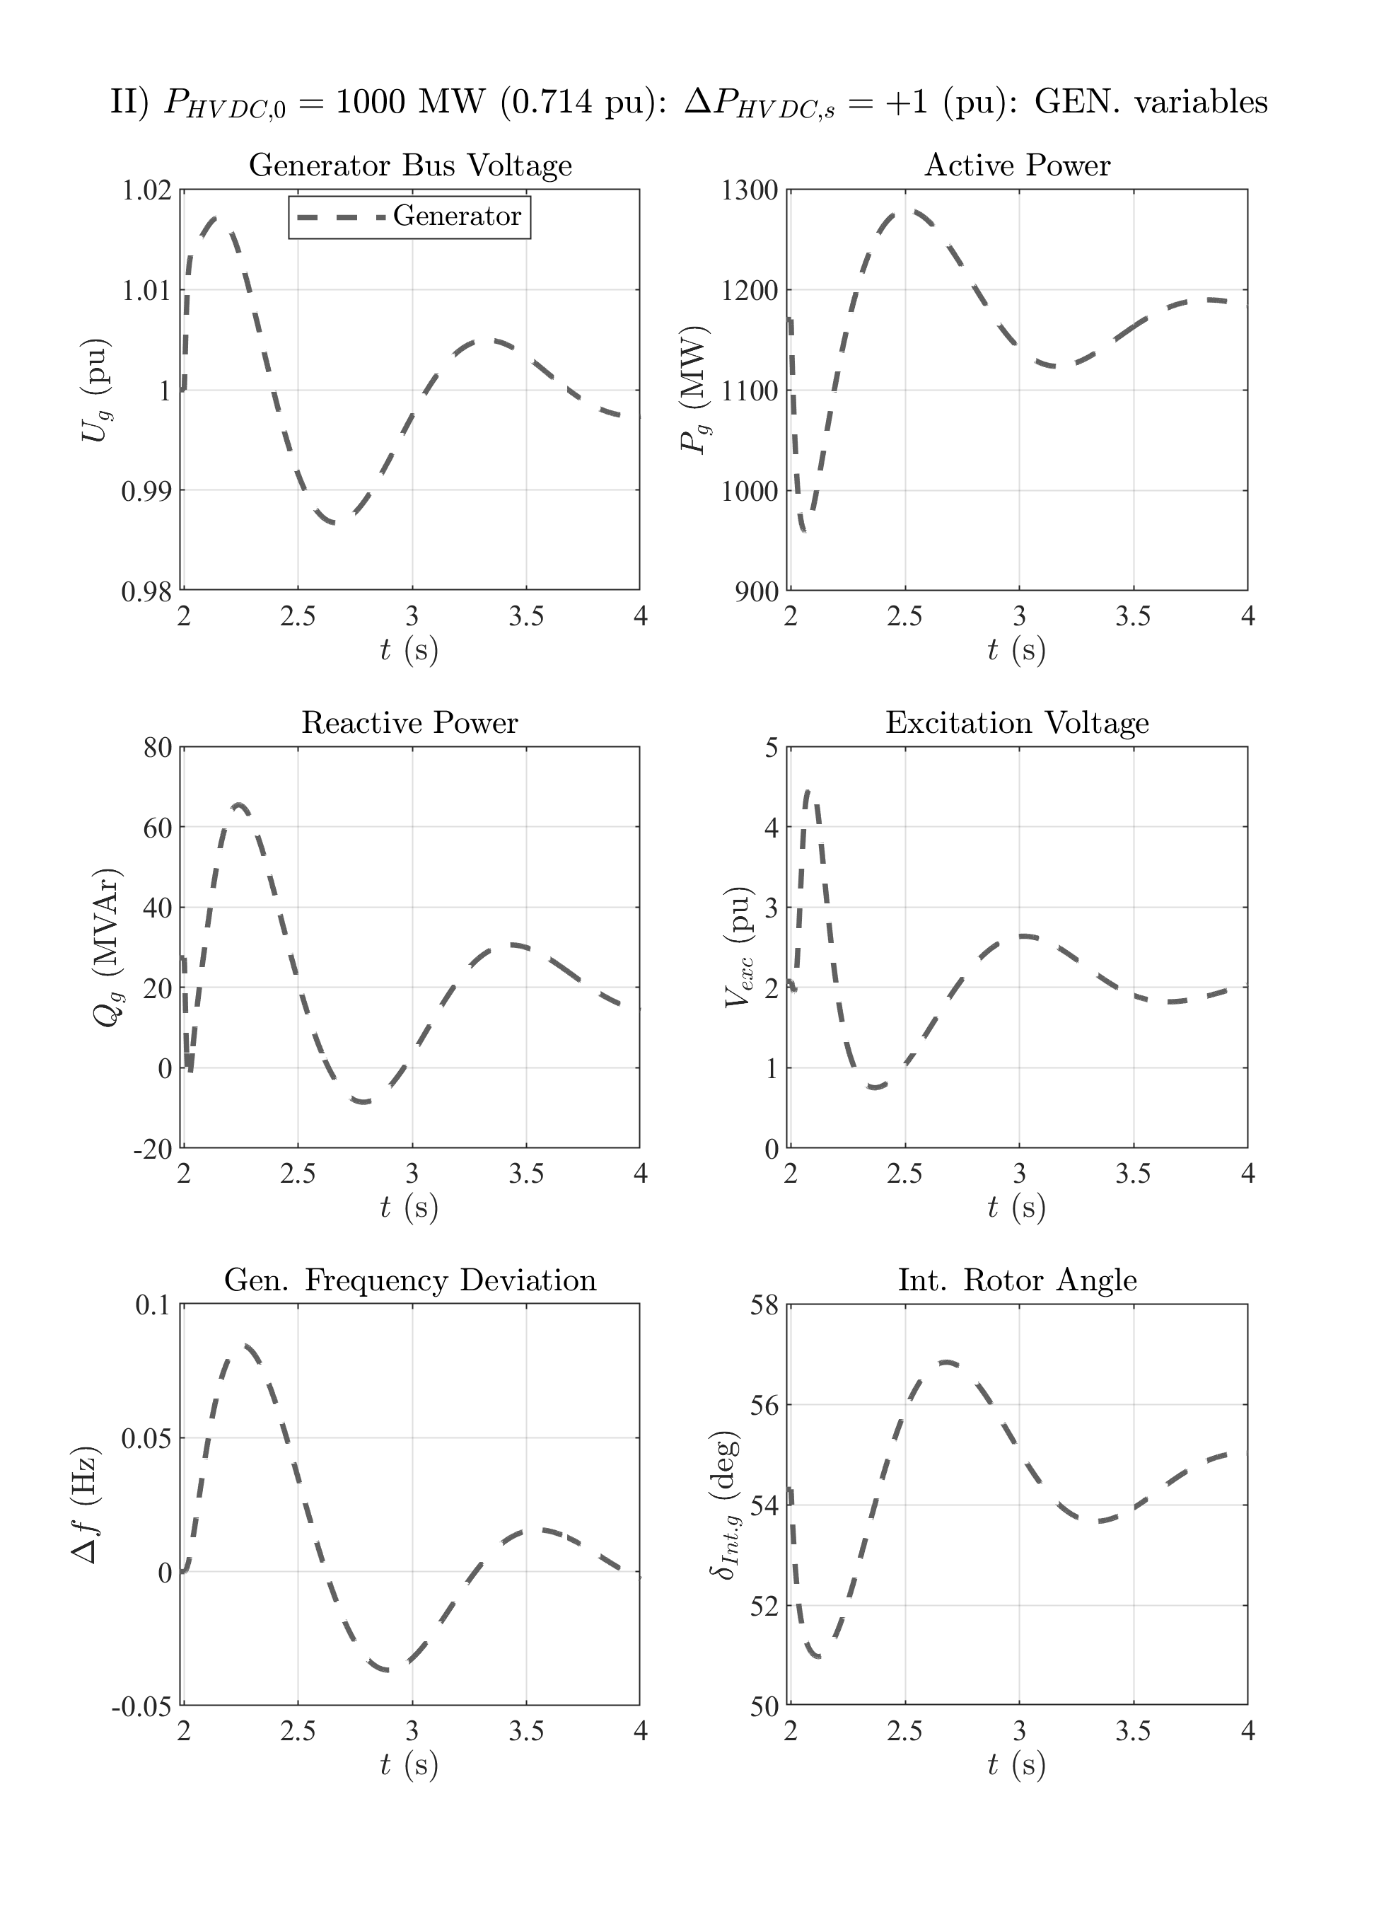 II) P_{HVDC,0} = 1000 MW (0.714 pu): ΔP_{HVDC,s} = +1 (pu): GEN. variables
Generator Bus Voltage
Generator
1.02
1.01
1
0.99
0.98
U_g (pu)
2 2.5 3 3.5 4
t (s)
Active Power
1300
1200
1100
1000
900
P_g (MW)
2 2.5 3 3.5 4
t (s)
Reactive Power
80
60
40
20
0
-20
Q_g (MVAr)
2 2.5 3 3.5 4
t (s)
Excitation Voltage
5
4
3
2
1
0
V_{exc} (pu)
2 2.5 3 3.5 4
t (s)
Gen. Frequency Deviation
0.1
0.05
0
-0.05
Δf (Hz)
2 2.5 3 3.5 4
t (s)
Int. Rotor Angle
58
56
54
52
50
δ_{Int.g} (deg)
2 2.5 3 3.5 4
t (s)